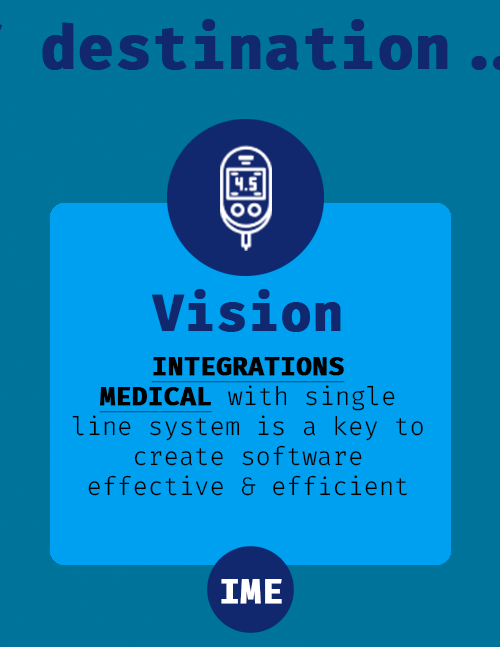 destination..
4.5
Vision
INTEGRATIONS
MEDICAL with single
line system is a key to
create software
effective & efficient
IME